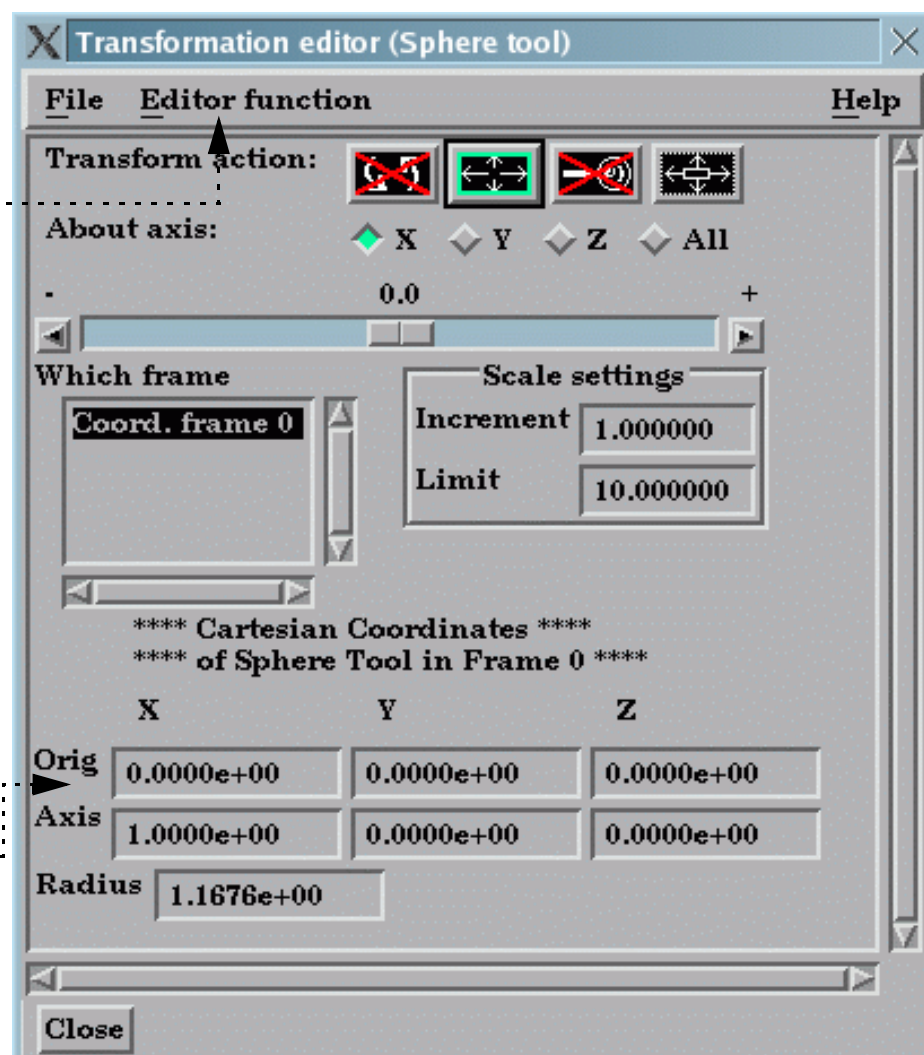 Transformation editor (Sphere tool)
File Editor function Help
Transform action:
About axis:
X Y Z All
- 0.0 +
Which frame
Coord. frame 0
Scale settings
Increment 1.000000
Limit 10.000000
**** Cartesian Coordinates ****
**** of Sphere Tool in Frame 0 ****
X Y Z
Orig 0.0000e+00 0.0000e+00 0.0000e+00
Axis 1.0000e+00 0.0000e+00 0.0000e+00
Radius 1.1676e+00
Close